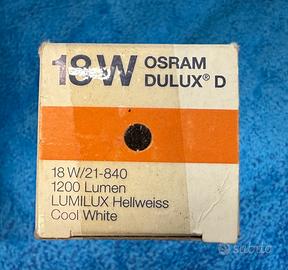 18W OSRAM
DULUX® D
18 W/21-840
1200 Lumen
LUMILUX Hellweiss
Cool White
subito